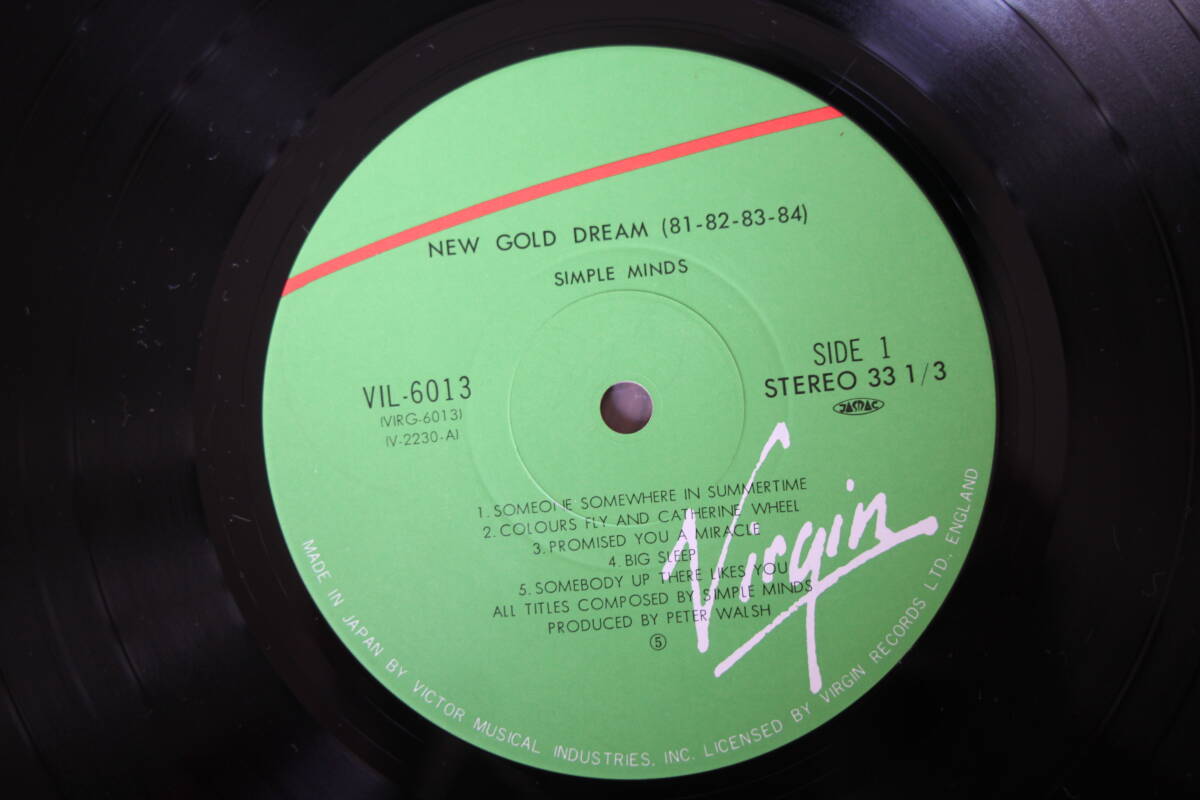 NEW GOLD DREAM (81-82-83-84)
SIMPLE MINDS
VIL-6013
(VIRG-6013)
(V-2230-A)
SIDE 1
STEREO 33 1/3
JASRAC
1. SOMEONE SOMEWHERE IN SUMMERTIME
2. COLOURS FLY AND CATHERINE WHEEL
3. PROMISED YOU A MIRACLE
4. BIG SLEEP
5. SOMEBODY UP THERE LIKES YOU
ALL TITLES COMPOSED BY SIMPLE MINDS
PRODUCED BY PETER WALSH
⑤
Virgin
MADE IN JAPAN BY VICTOR MUSICAL INDUSTRIES, INC. LICENSED BY VIRGIN RECORDS LTD., ENGLAND